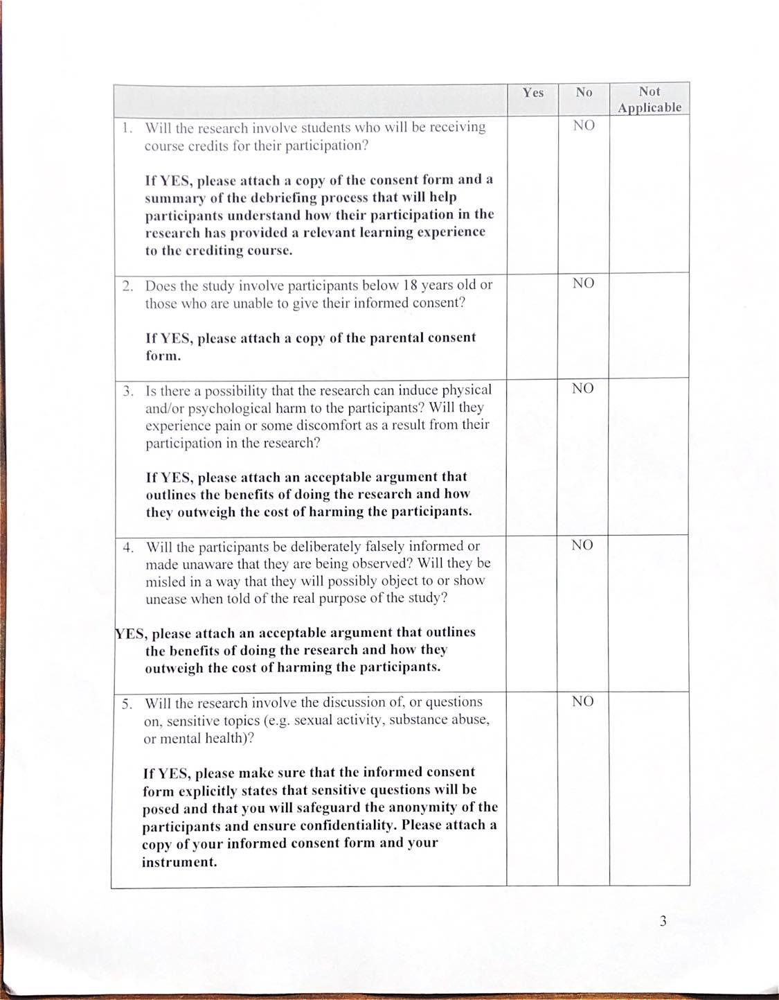 Yes No Not
Applicable
1. Will the research involve students who will be receiving NO
course credits for their participation?
If YES, please attach a copy of the consent form and a
summary of the debriefing process that will help
participants understand how their participation in the
research has provided a relevant learning experience
to the crediting course.
2. Does the study involve participants below 18 years old or NO
those who are unable to give their informed consent?
If YES, please attach a copy of the parental consent
form.
3. Is there a possibility that the research can induce physical NO
and/or psychological harm to the participants? Will they
experience pain or some discomfort as a result from their
participation in the research?
If YES, please attach an acceptable argument that
outlines the benefits of doing the research and how
they outweigh the cost of harming the participants.
4. Will the participants be deliberately falsely informed or NO
made unaware that they are being observed? Will they be
misled in a way that they will possibly object to or show
unease when told of the real purpose of the study?
YES, please attach an acceptable argument that outlines
the benefits of doing the research and how they
outweigh the cost of harming the participants.
5. Will the research involve the discussion of, or questions NO
on, sensitive topics (e.g. sexual activity, substance abuse,
or mental health)?
If YES, please make sure that the informed consent
form explicitly states that sensitive questions will be
posed and that you will safeguard the anonymity of the
participants and ensure confidentiality. Please attach a
copy of your informed consent form and your
instrument.
3